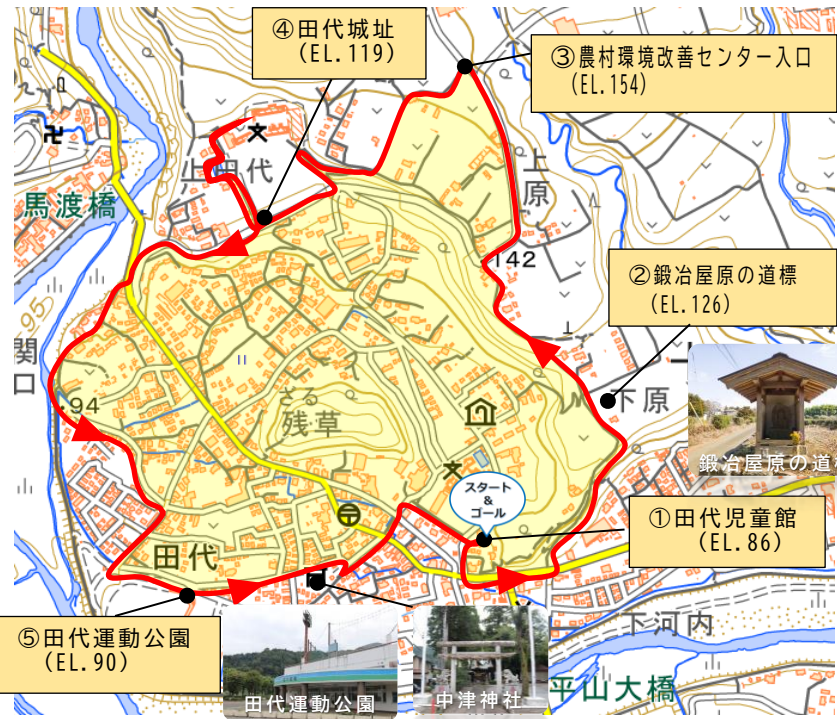 ④田代城址
(EL.119)
③農村環境改善センター入口
(EL.154)
上田代
上原
馬渡橋
142
②鍛冶屋原の道標
(EL.126)
95
関口
さる
残草
94
下原
鍛冶屋原の道標
スタート
&
ゴール
①田代児童館
(EL.86)
田代
下河内
⑤田代運動公園
(EL.90)
田代運動公園
中津神社
平山大橋